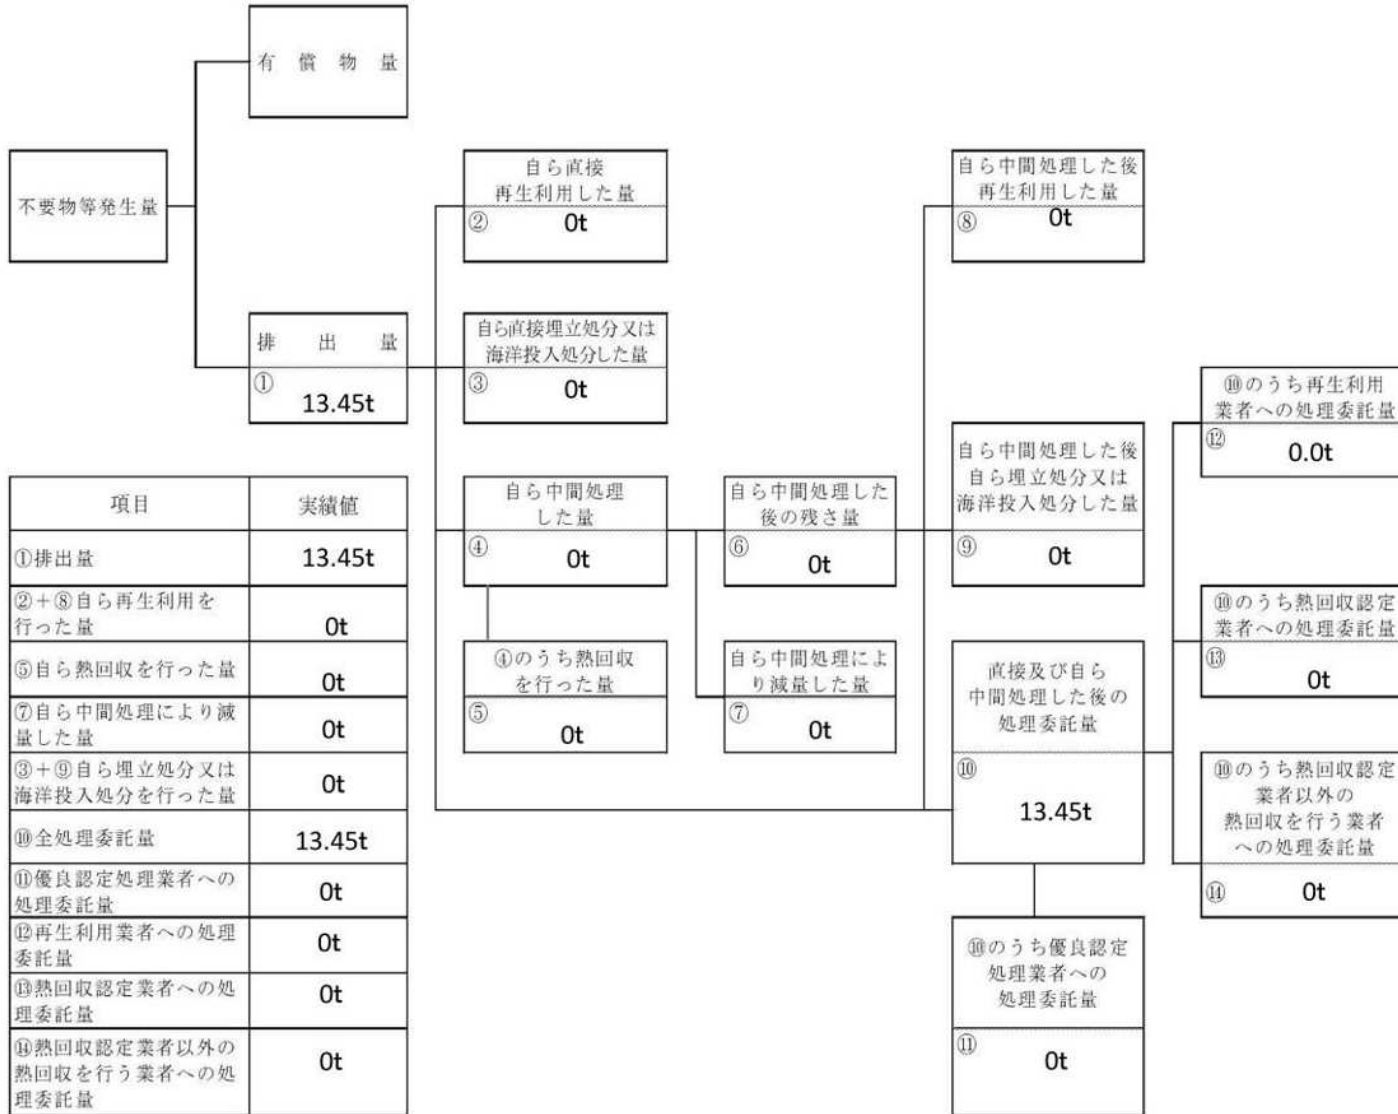 有償物量
不要物等発生量
排出量
①
13.45t
自ら直接
再生利用した量
②
0t
自ら直接埋立処分又は
海洋投入処分した量
③
0t
自ら中間処理
した量
④
0t
④のうち熱回収
を行った量
⑤
0t
自ら中間処理した
後の残さ量
⑥
0t
自ら中間処理によ
り減量した量
⑦
0t
自ら中間処理した後
再生利用した量
⑧
0t
自ら中間処理した後
自ら埋立処分又は
海洋投入処分した量
⑨
0t
直接及び自ら
中間処理した後の
処理委託量
⑩
13.45t
⑩のうち優良認定
処理業者への
処理委託量
⑪
0t
⑩のうち再生利用
業者への処理委託量
⑫
0.0t
⑩のうち熱回収認定
業者への処理委託量
⑬
0t
⑩のうち熱回収認定
業者以外の
熱回収を行う業者
への処理委託量
⑭
0t
項目 実績値
①排出量 13.45t
②+⑧自ら再生利用を
行った量 0t
⑤自ら熱回収を行った量 0t
⑦自ら中間処理により減
量した量 0t
③+⑨自ら埋立処分又は
海洋投入処分を行った量 0t
⑩全処理委託量 13.45t
⑪優良認定処理業者への
処理委託量 0t
⑫再生利用業者への処理
委託量 0t
⑬熱回収認定業者への処
理委託量 0t
⑭熱回収認定業者以外の
熱回収を行う業者への処
理委託量 0t